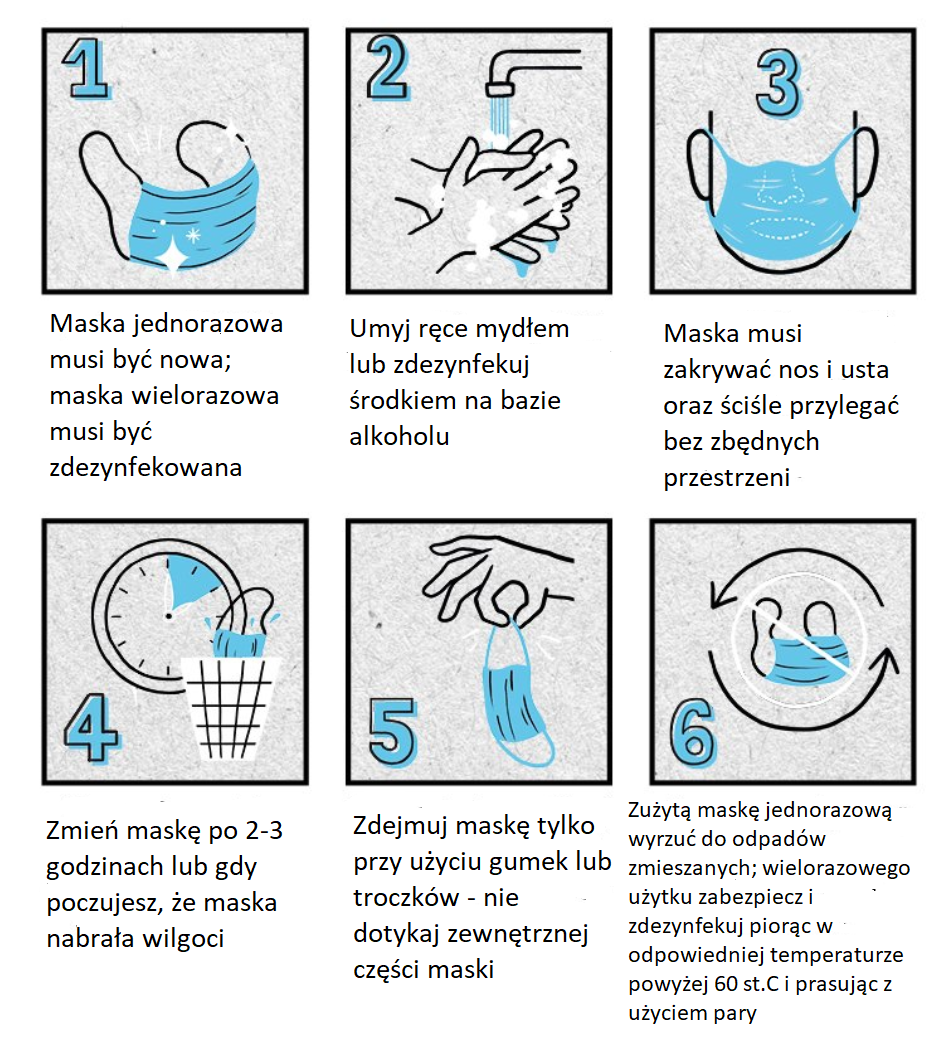 1
Maska jednorazowa
musi być nowa;
maska wielorazowa
musi być
zdezynfekowana
2
Umyj ręce mydłem
lub zdezynfekuj
środkiem na bazie
alkoholu
3
Maska musi
zakrywać nos i usta
oraz ściśle przylegać
bez zbędnych
przestrzeni
4
Zmień maskę po 2-3
godzinach lub gdy
poczujesz, że maska
nabrała wilgoci
5
Zdejmuj maskę tylko
przy użyciu gumek lub
troczków - nie
dotykaj zewnętrznej
części maski
6
Zużytą maskę jednorazową
wyrzuć do odpadów
zmieszanych; wielorazowego
użytku zabezpiecz i
zdezynfekuj piorąc w
odpowiedniej temperaturze
powyżej 60 st.C i prasując z
użyciem pary